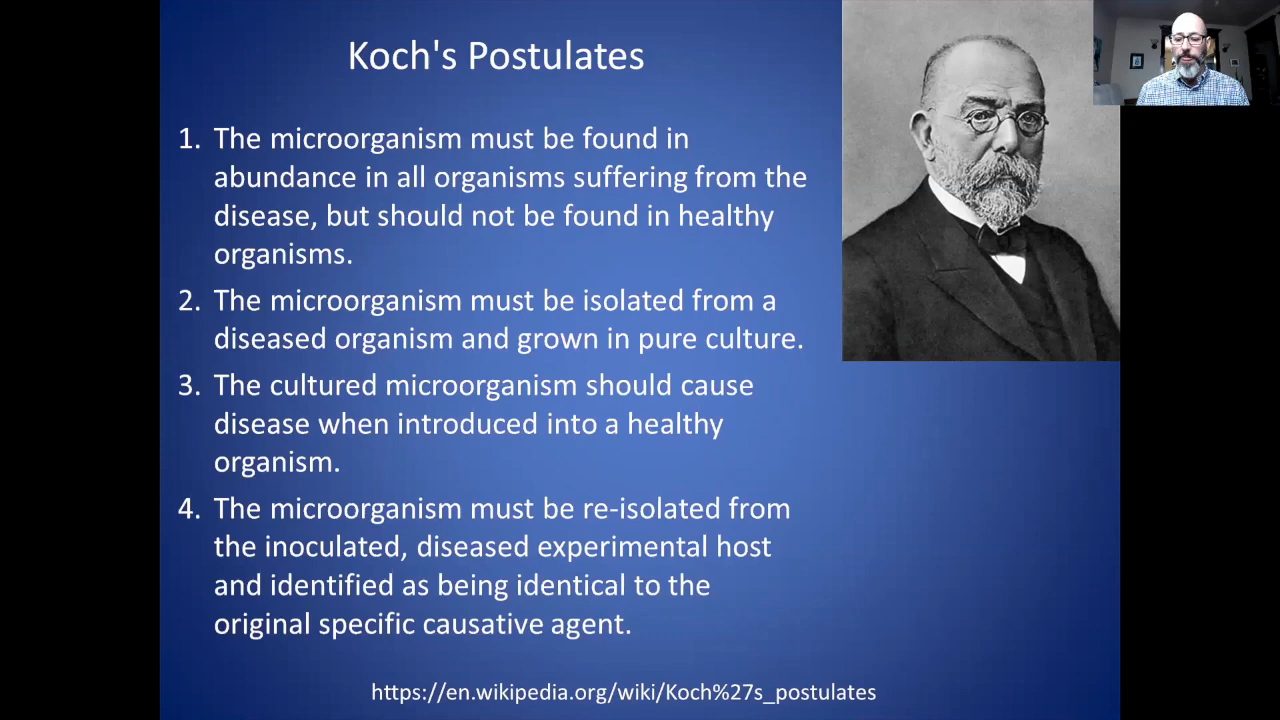 Koch's Postulates
1. The microorganism must be found in
abundance in all organisms suffering from the
disease, but should not be found in healthy
organisms.
2. The microorganism must be isolated from a
diseased organism and grown in pure culture.
3. The cultured microorganism should cause
disease when introduced into a healthy
organism.
4. The microorganism must be re-isolated from
the inoculated, diseased experimental host
and identified as being identical to the
original specific causative agent.
https://en.wikipedia.org/wiki/Koch%27s_postulates